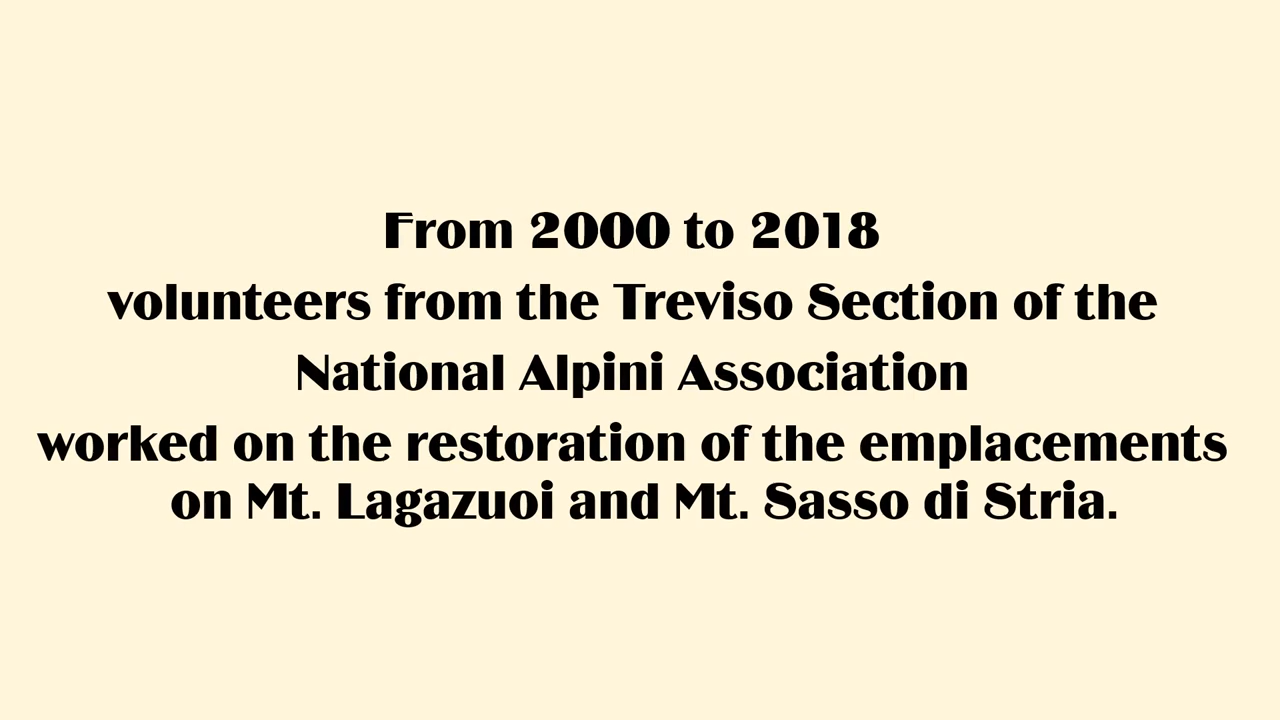 From 2000 to 2018
volunteers from the Treviso Section of the
National Alpini Association
worked on the restoration of the emplacements
on Mt. Lagazuoi and Mt. Sasso di Stria.